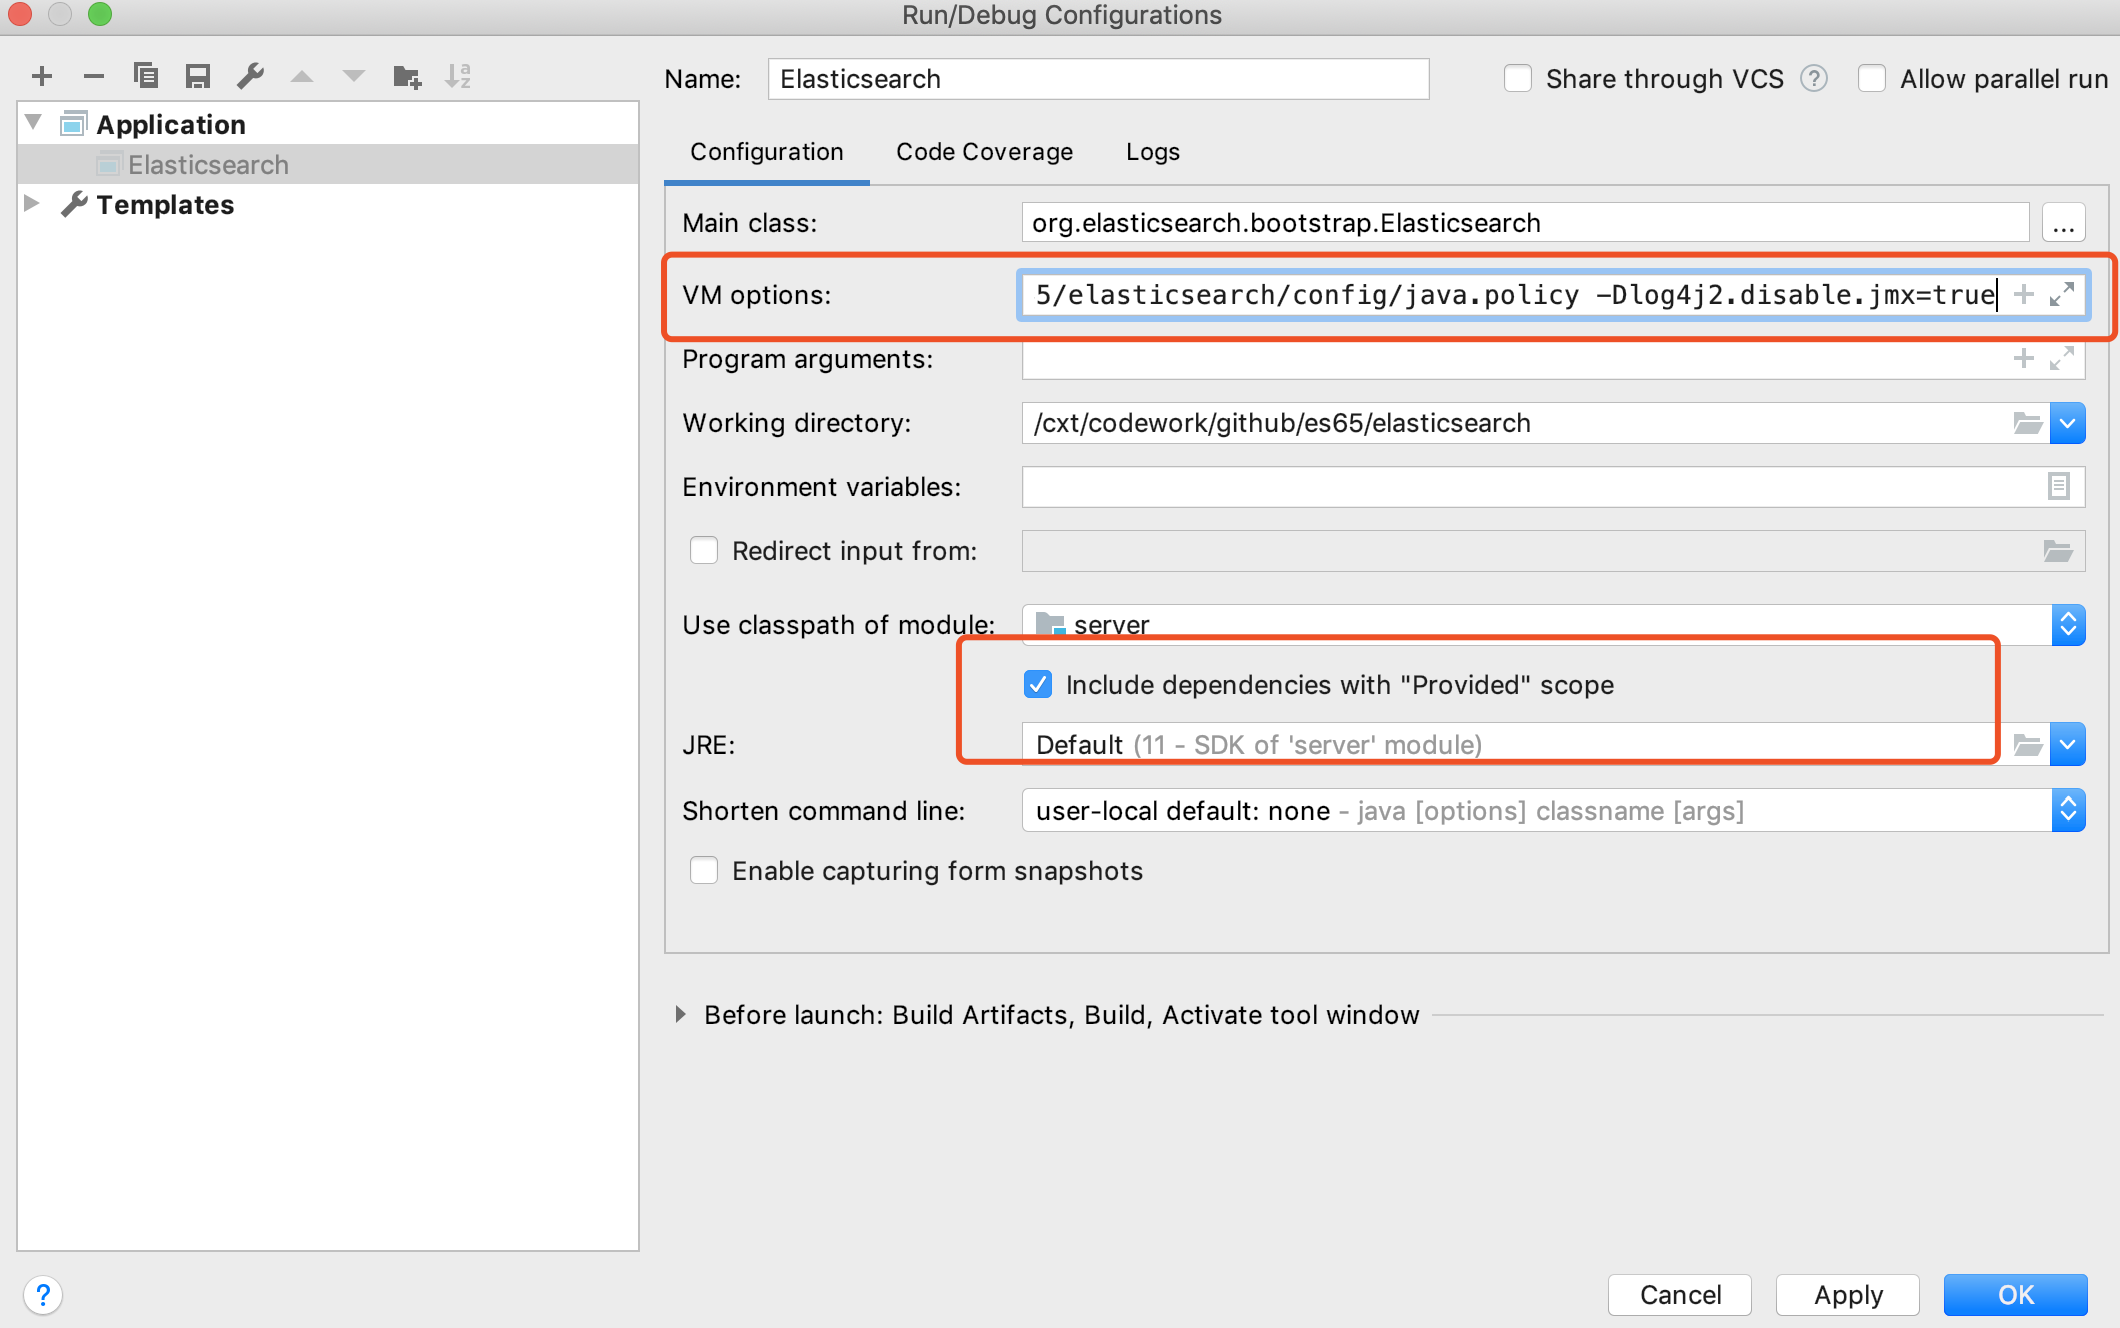 Run/Debug Configurations
Name: Elasticsearch Share through VCS ? Allow parallel run
Application
Elasticsearch
Templates
Configuration Code Coverage Logs
Main class: org.elasticsearch.bootstrap.Elasticsearch ...
VM options: 5/elasticsearch/config/java.policy -Dlog4j2.disable.jmx=true
Program arguments:
Working directory: /cxt/codework/github/es65/elasticsearch
Environment variables:
Redirect input from:
Use classpath of module: server
Include dependencies with "Provided" scope
JRE: Default (11 - SDK of 'server' module)
Shorten command line: user-local default: none - java [options] classname [args]
Enable capturing form snapshots
Before launch: Build Artifacts, Build, Activate tool window
? Cancel Apply OK